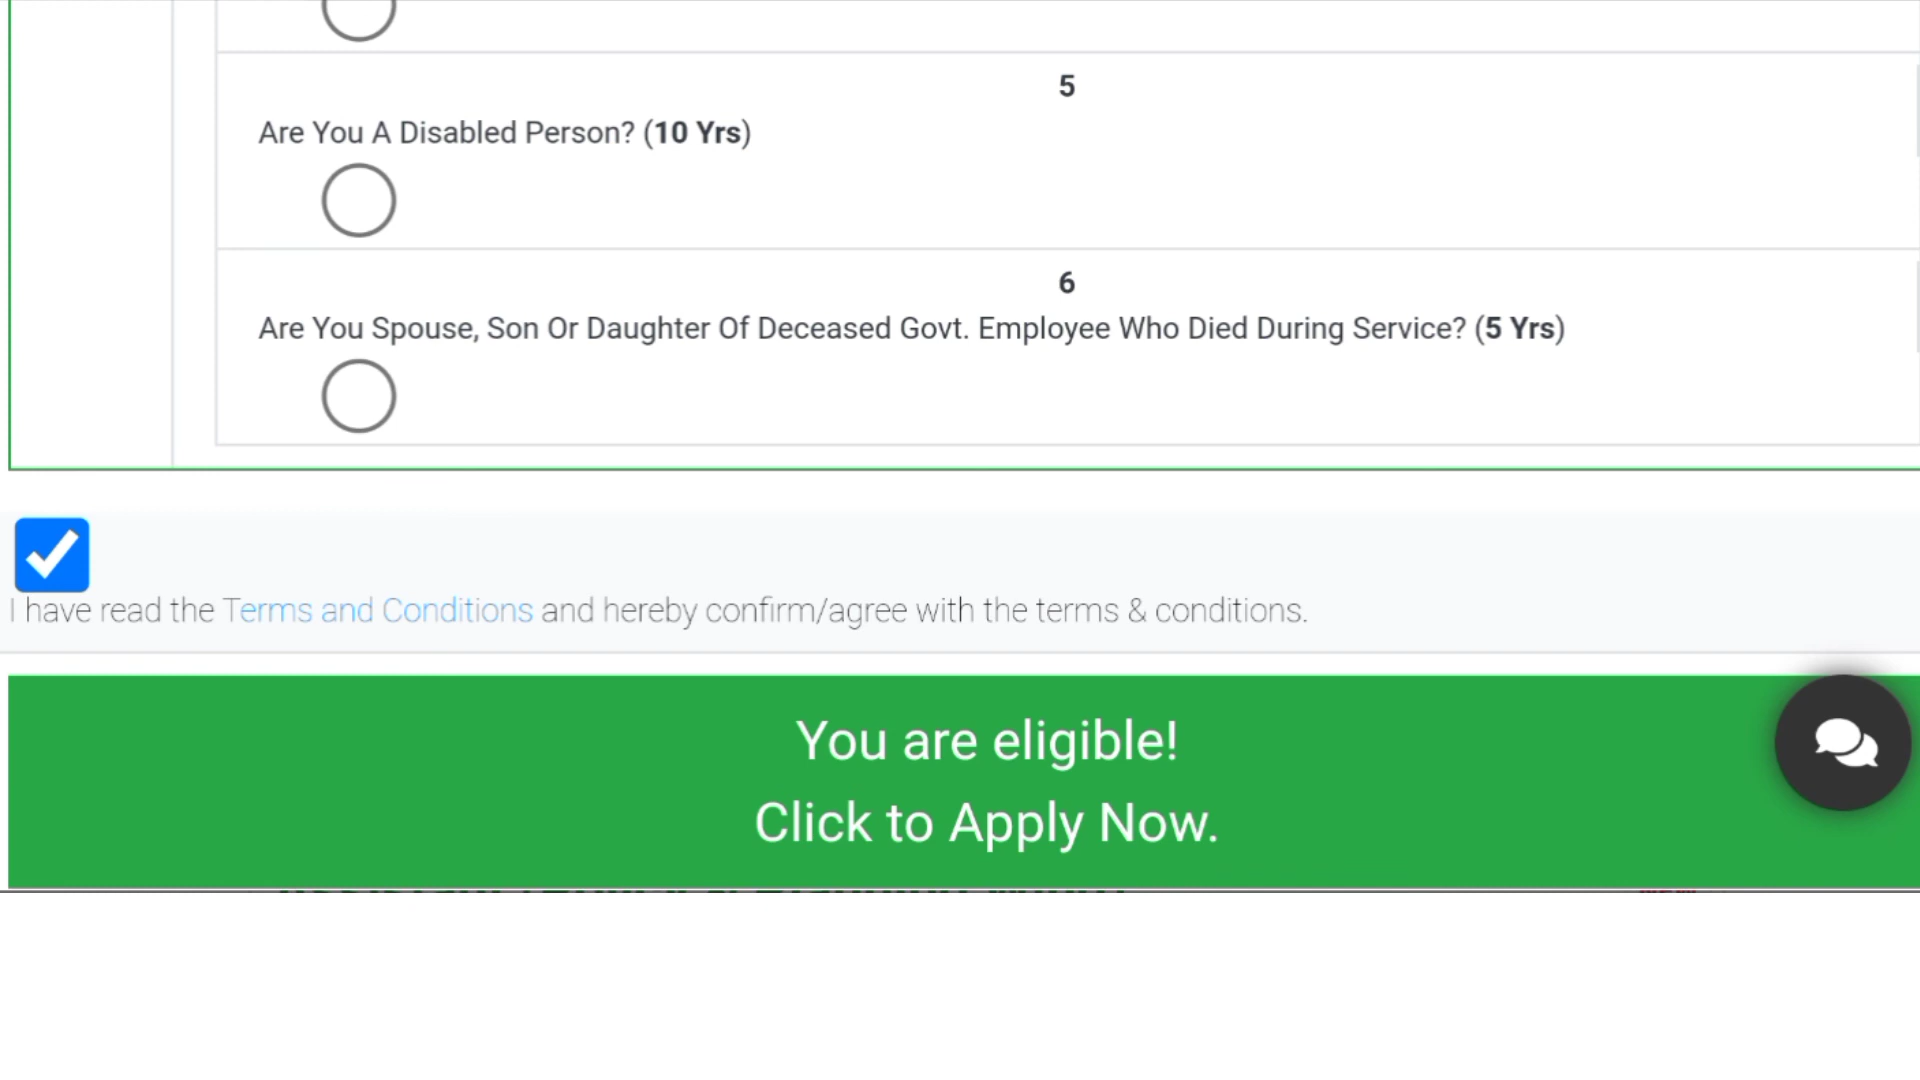 5
Are You A Disabled Person? (10 Yrs)
6
Are You Spouse, Son Or Daughter Of Deceased Govt. Employee Who Died During Service? (5 Yrs)
I have read the Terms and Conditions and hereby confirm/agree with the terms & conditions.
You are eligible!
Click to Apply Now.